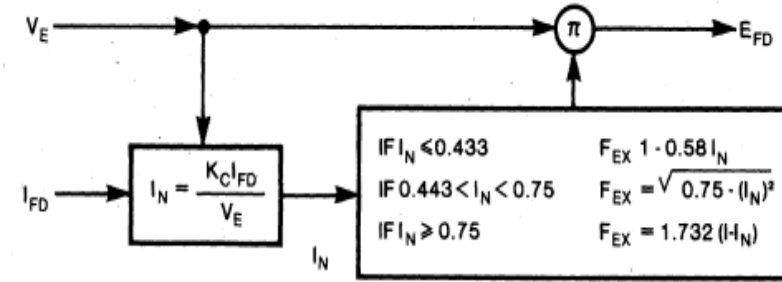 V_E π E_FD
I_FD I_N = K_C I_FD / V_E I_N
IF I_N ≤ 0.433 F_EX 1 - 0.58 I_N
IF 0.443 < I_N < 0.75 F_EX = √0.75 - (I_N)²
IF I_N ≥ 0.75 F_EX = 1.732 (I-I_N)